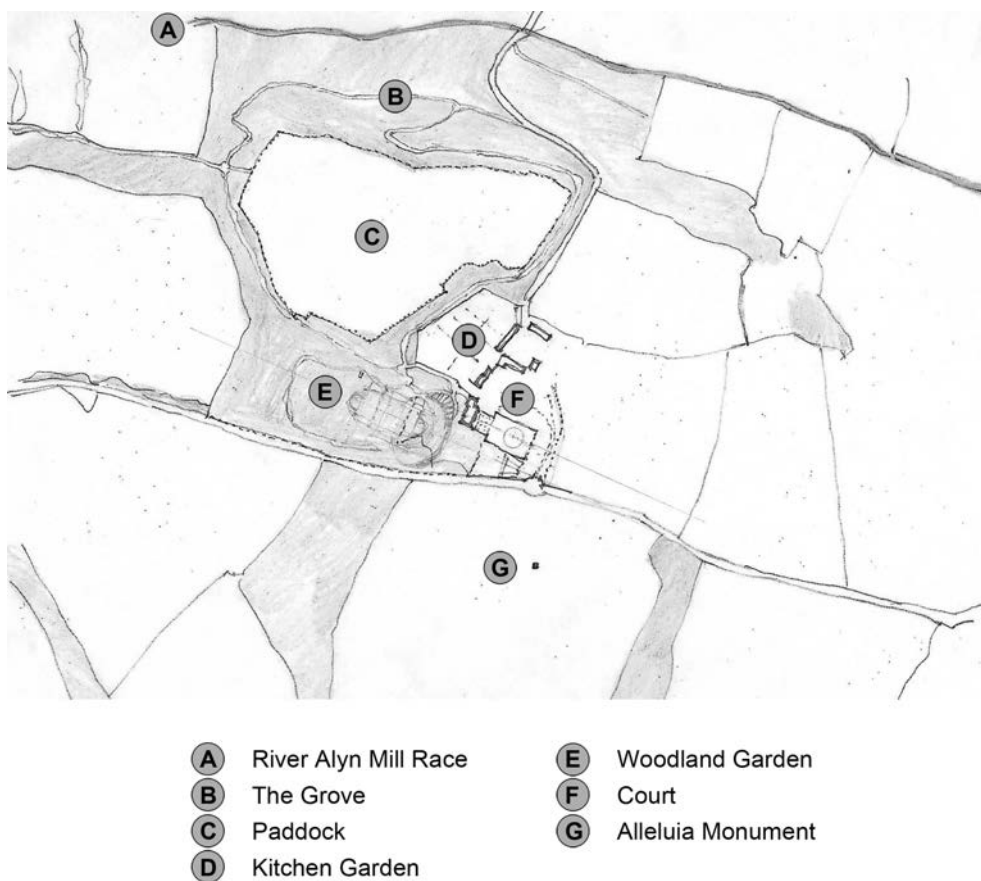 A
B
C
D
E
F
G
A River Alyn Mill Race
B The Grove
C Paddock
D Kitchen Garden
E Woodland Garden
F Court
G Alleluia Monument